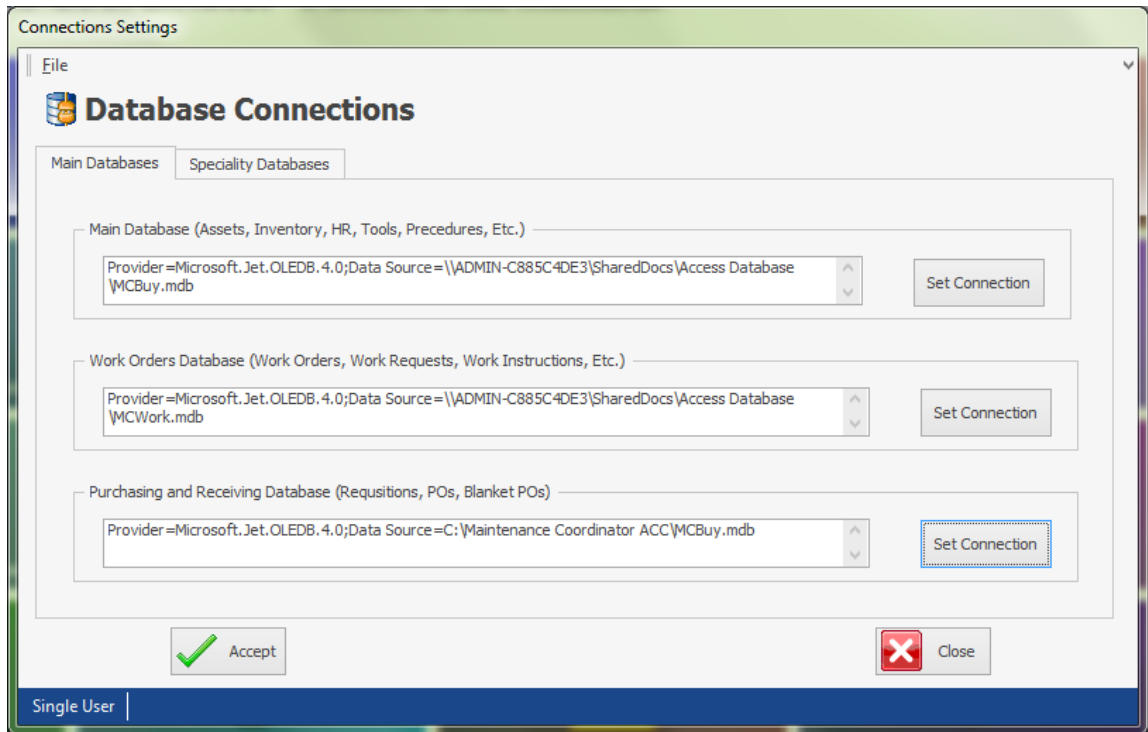 Connections Settings
File
Database Connections
Main Databases
Speciality Databases
Main Database (Assets, Inventory, HR, Tools, Precedures, Etc.)
Provider=Microsoft.Jet.OLEDB.4.0;Data Source=\\ADMIN-C885C4DE3\SharedDocs\Access Database
\MCBuy.mdb
Set Connection
Work Orders Database (Work Orders, Work Requests, Work Instructions, Etc.)
Provider=Microsoft.Jet.OLEDB.4.0;Data Source=\\ADMIN-C885C4DE3\SharedDocs\Access Database
\MCWork.mdb
Set Connection
Purchasing and Receiving Database (Requsitions, POs, Blanket POs)
Provider=Microsoft.Jet.OLEDB.4.0;Data Source=C:\Maintenance Coordinator ACC\MCBuy.mdb
Set Connection
Accept
Close
Single User